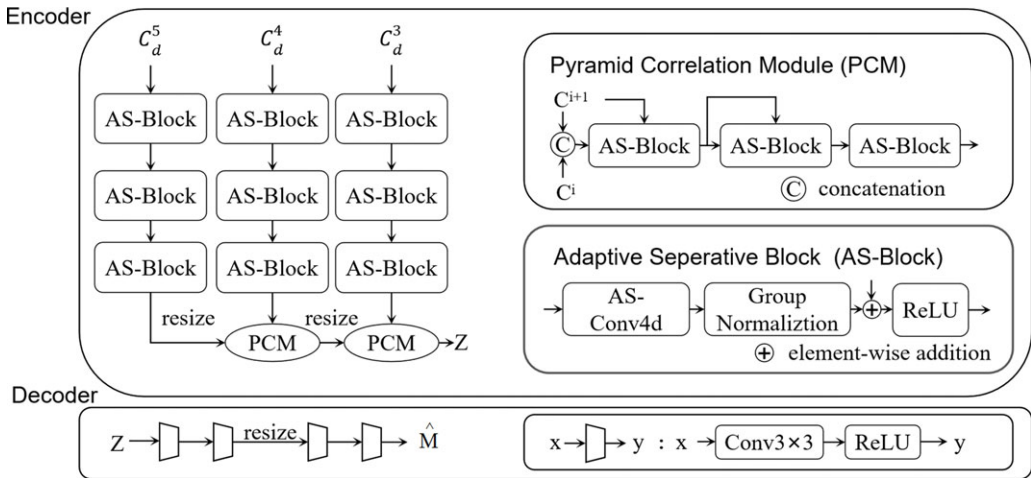 Encoder
C_d^5 C_d^4 C_d^3
AS-Block AS-Block AS-Block
AS-Block AS-Block AS-Block
AS-Block AS-Block AS-Block
resize resize
PCM PCM Z
Pyramid Correlation Module (PCM)
C^{i+1}
C AS-Block AS-Block AS-Block
C^i
C concatenation
Adaptive Seperative Block (AS-Block)
AS-
Conv4d
Group
Normaliztion
+ ReLU
+ element-wise addition
Decoder
Z resize M̂
x y : x Conv3×3 ReLU y